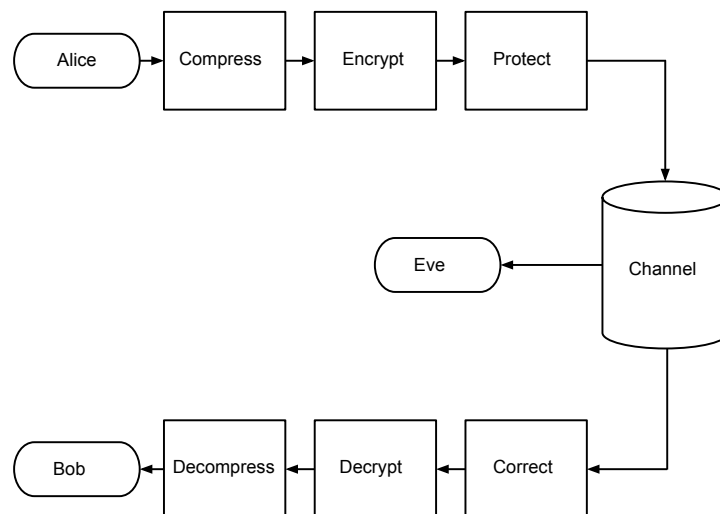 Alice
Compress
Encrypt
Protect
Eve
Channel
Bob
Decompress
Decrypt
Correct